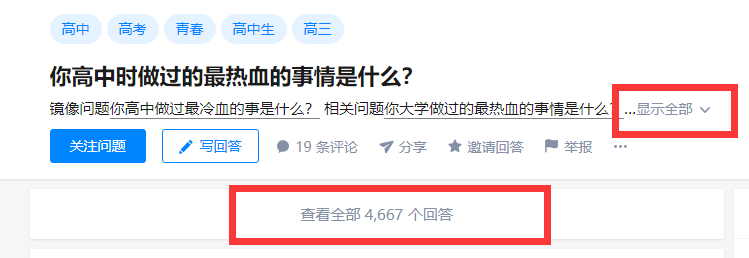 高中 高考 青春 高中生 高三
你高中时做过的最热血的事情是什么？
镜像问题你高中做过最冷血的事是什么？ 相关问题你大学做过的最热血的事情是什么？...显示全部
关注问题 写回答 19 条评论 分享 邀请回答 举报 ...
查看全部 4,667 个回答